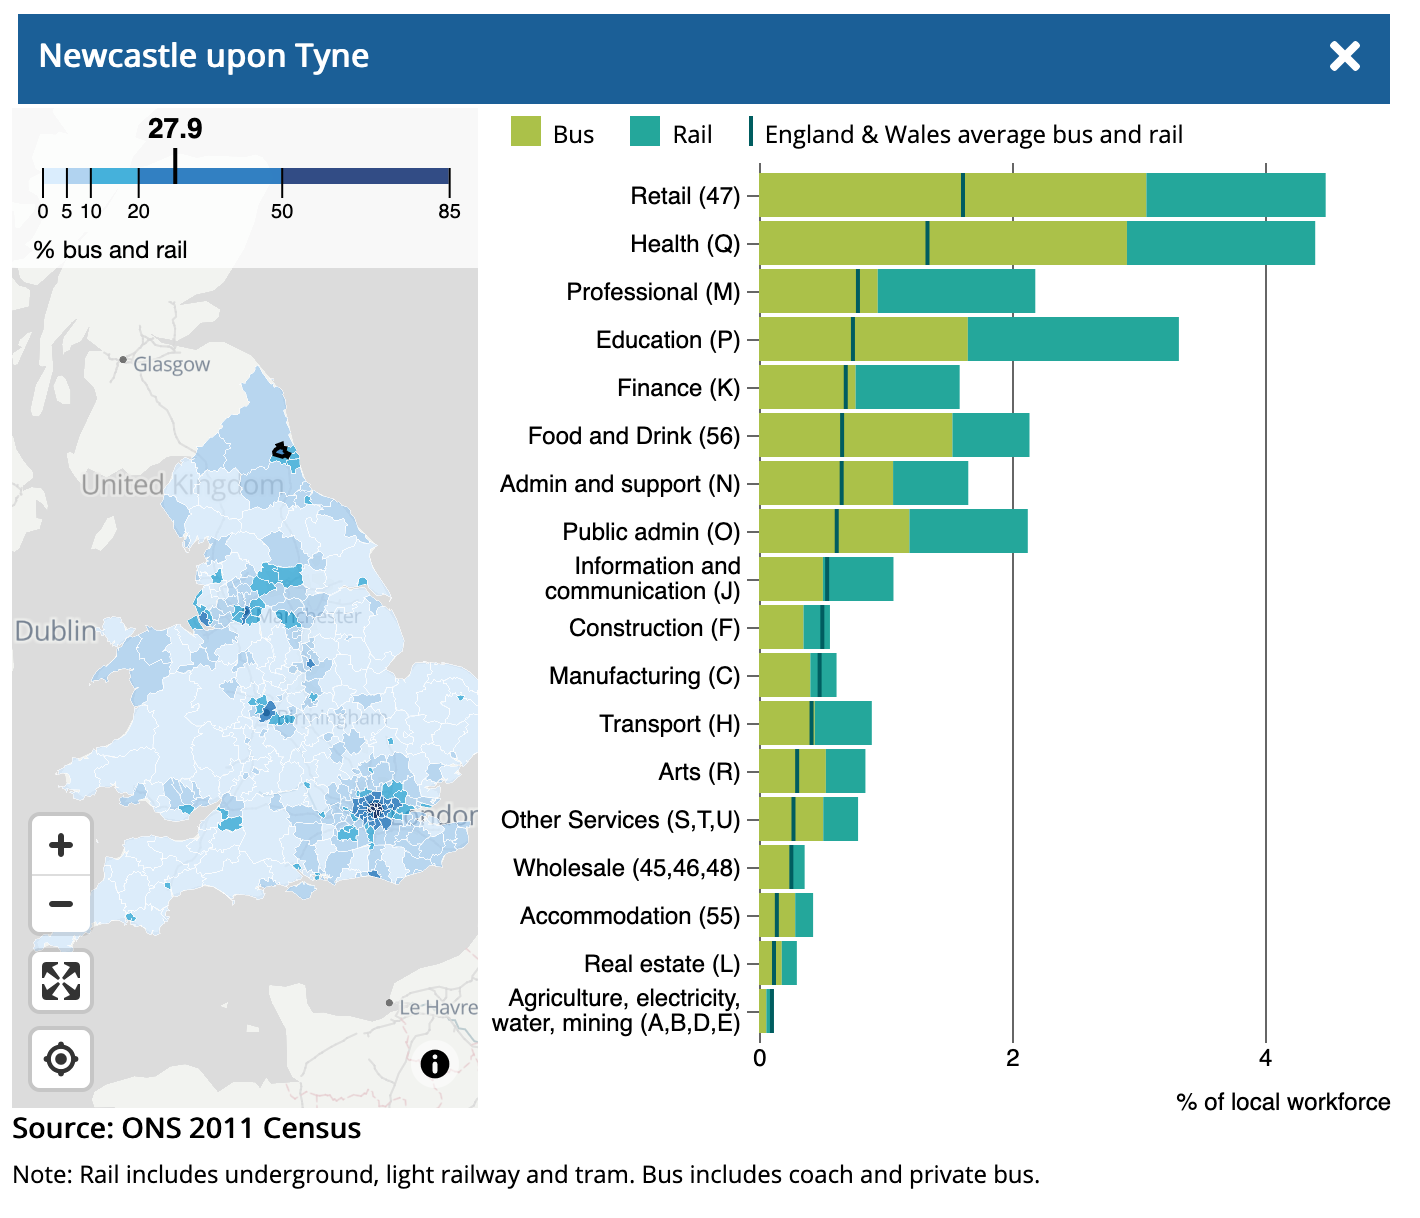 Newcastle upon Tyne
27.9
0 5 10 20 50 85
% bus and rail
Glasgow
United Kingdom
Dublin
Manchester
Birmingham
Le Havre
Bus Rail England & Wales average bus and rail
Retail (47)
Health (Q)
Professional (M)
Education (P)
Finance (K)
Food and Drink (56)
Admin and support (N)
Public admin (O)
Information and
communication (J)
Construction (F)
Manufacturing (C)
Transport (H)
Arts (R)
Other Services (S,T,U)
Wholesale (45,46,48)
Accommodation (55)
Real estate (L)
Agriculture, electricity,
water, mining (A,B,D,E)
0 2 4
% of local workforce
Source: ONS 2011 Census
Note: Rail includes underground, light railway and tram. Bus includes coach and private bus.